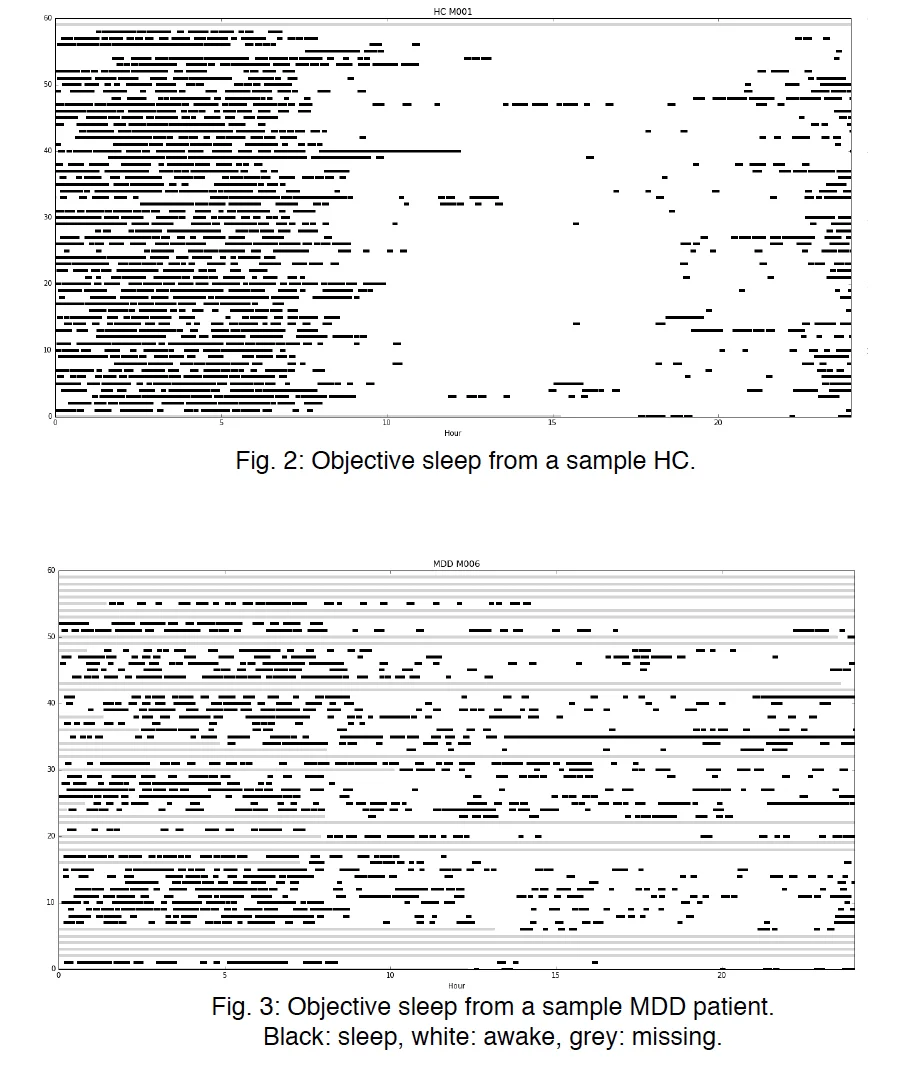 HC M001
60
50
40
30
20
10
0
0 5 10 15 20
Hour
Fig. 2: Objective sleep from a sample HC.
MDD M006
60
50
40
30
20
10
0
0 5 10 15 20
Hour
Fig. 3: Objective sleep from a sample MDD patient.
Black: sleep, white: awake, grey: missing.